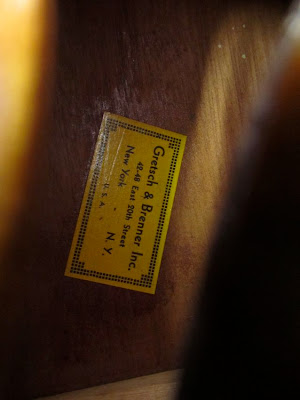 Gretsch & Brenner Inc.
42-48 East 20th Street
New York • N. Y.
U. S. A.